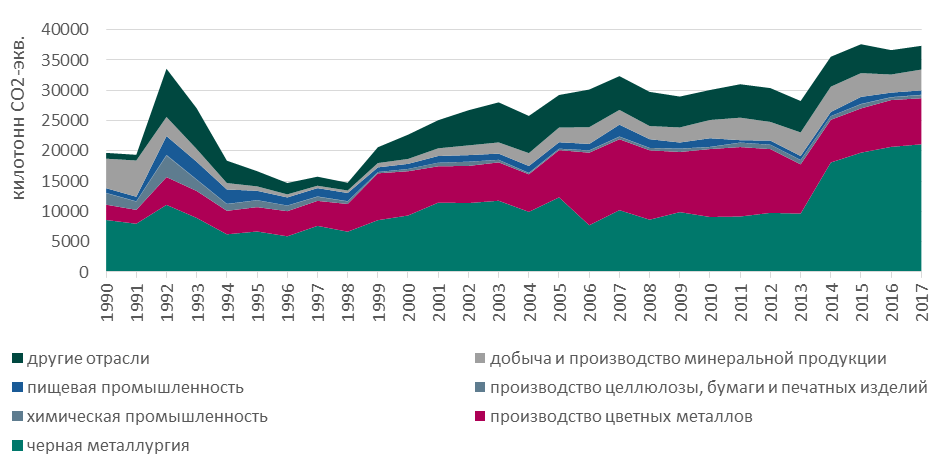 килотонн CO2-экв.
40000
35000
30000
25000
20000
15000
10000
5000
0
1990 1991 1992 1993 1994 1995 1996 1997 1998 1999 2000 2001 2002 2003 2004 2005 2006 2007 2008 2009 2010 2011 2012 2013 2014 2015 2016 2017
другие отрасли
добыча и производство минеральной продукции
пищевая промышленность
производство целлюлозы, бумаги и печатных изделий
химическая промышленность
производство цветных металлов
черная металлургия